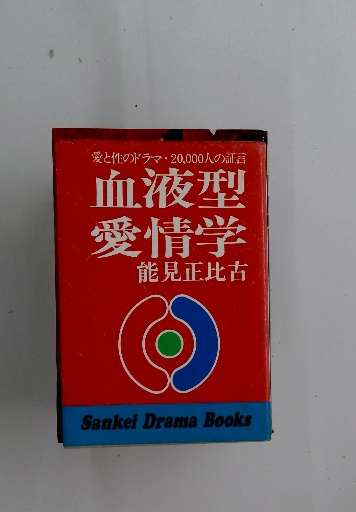 愛と性のドラマ・20,000人の証言
血液型
愛情学
能見正比古
Sankei Drama Books